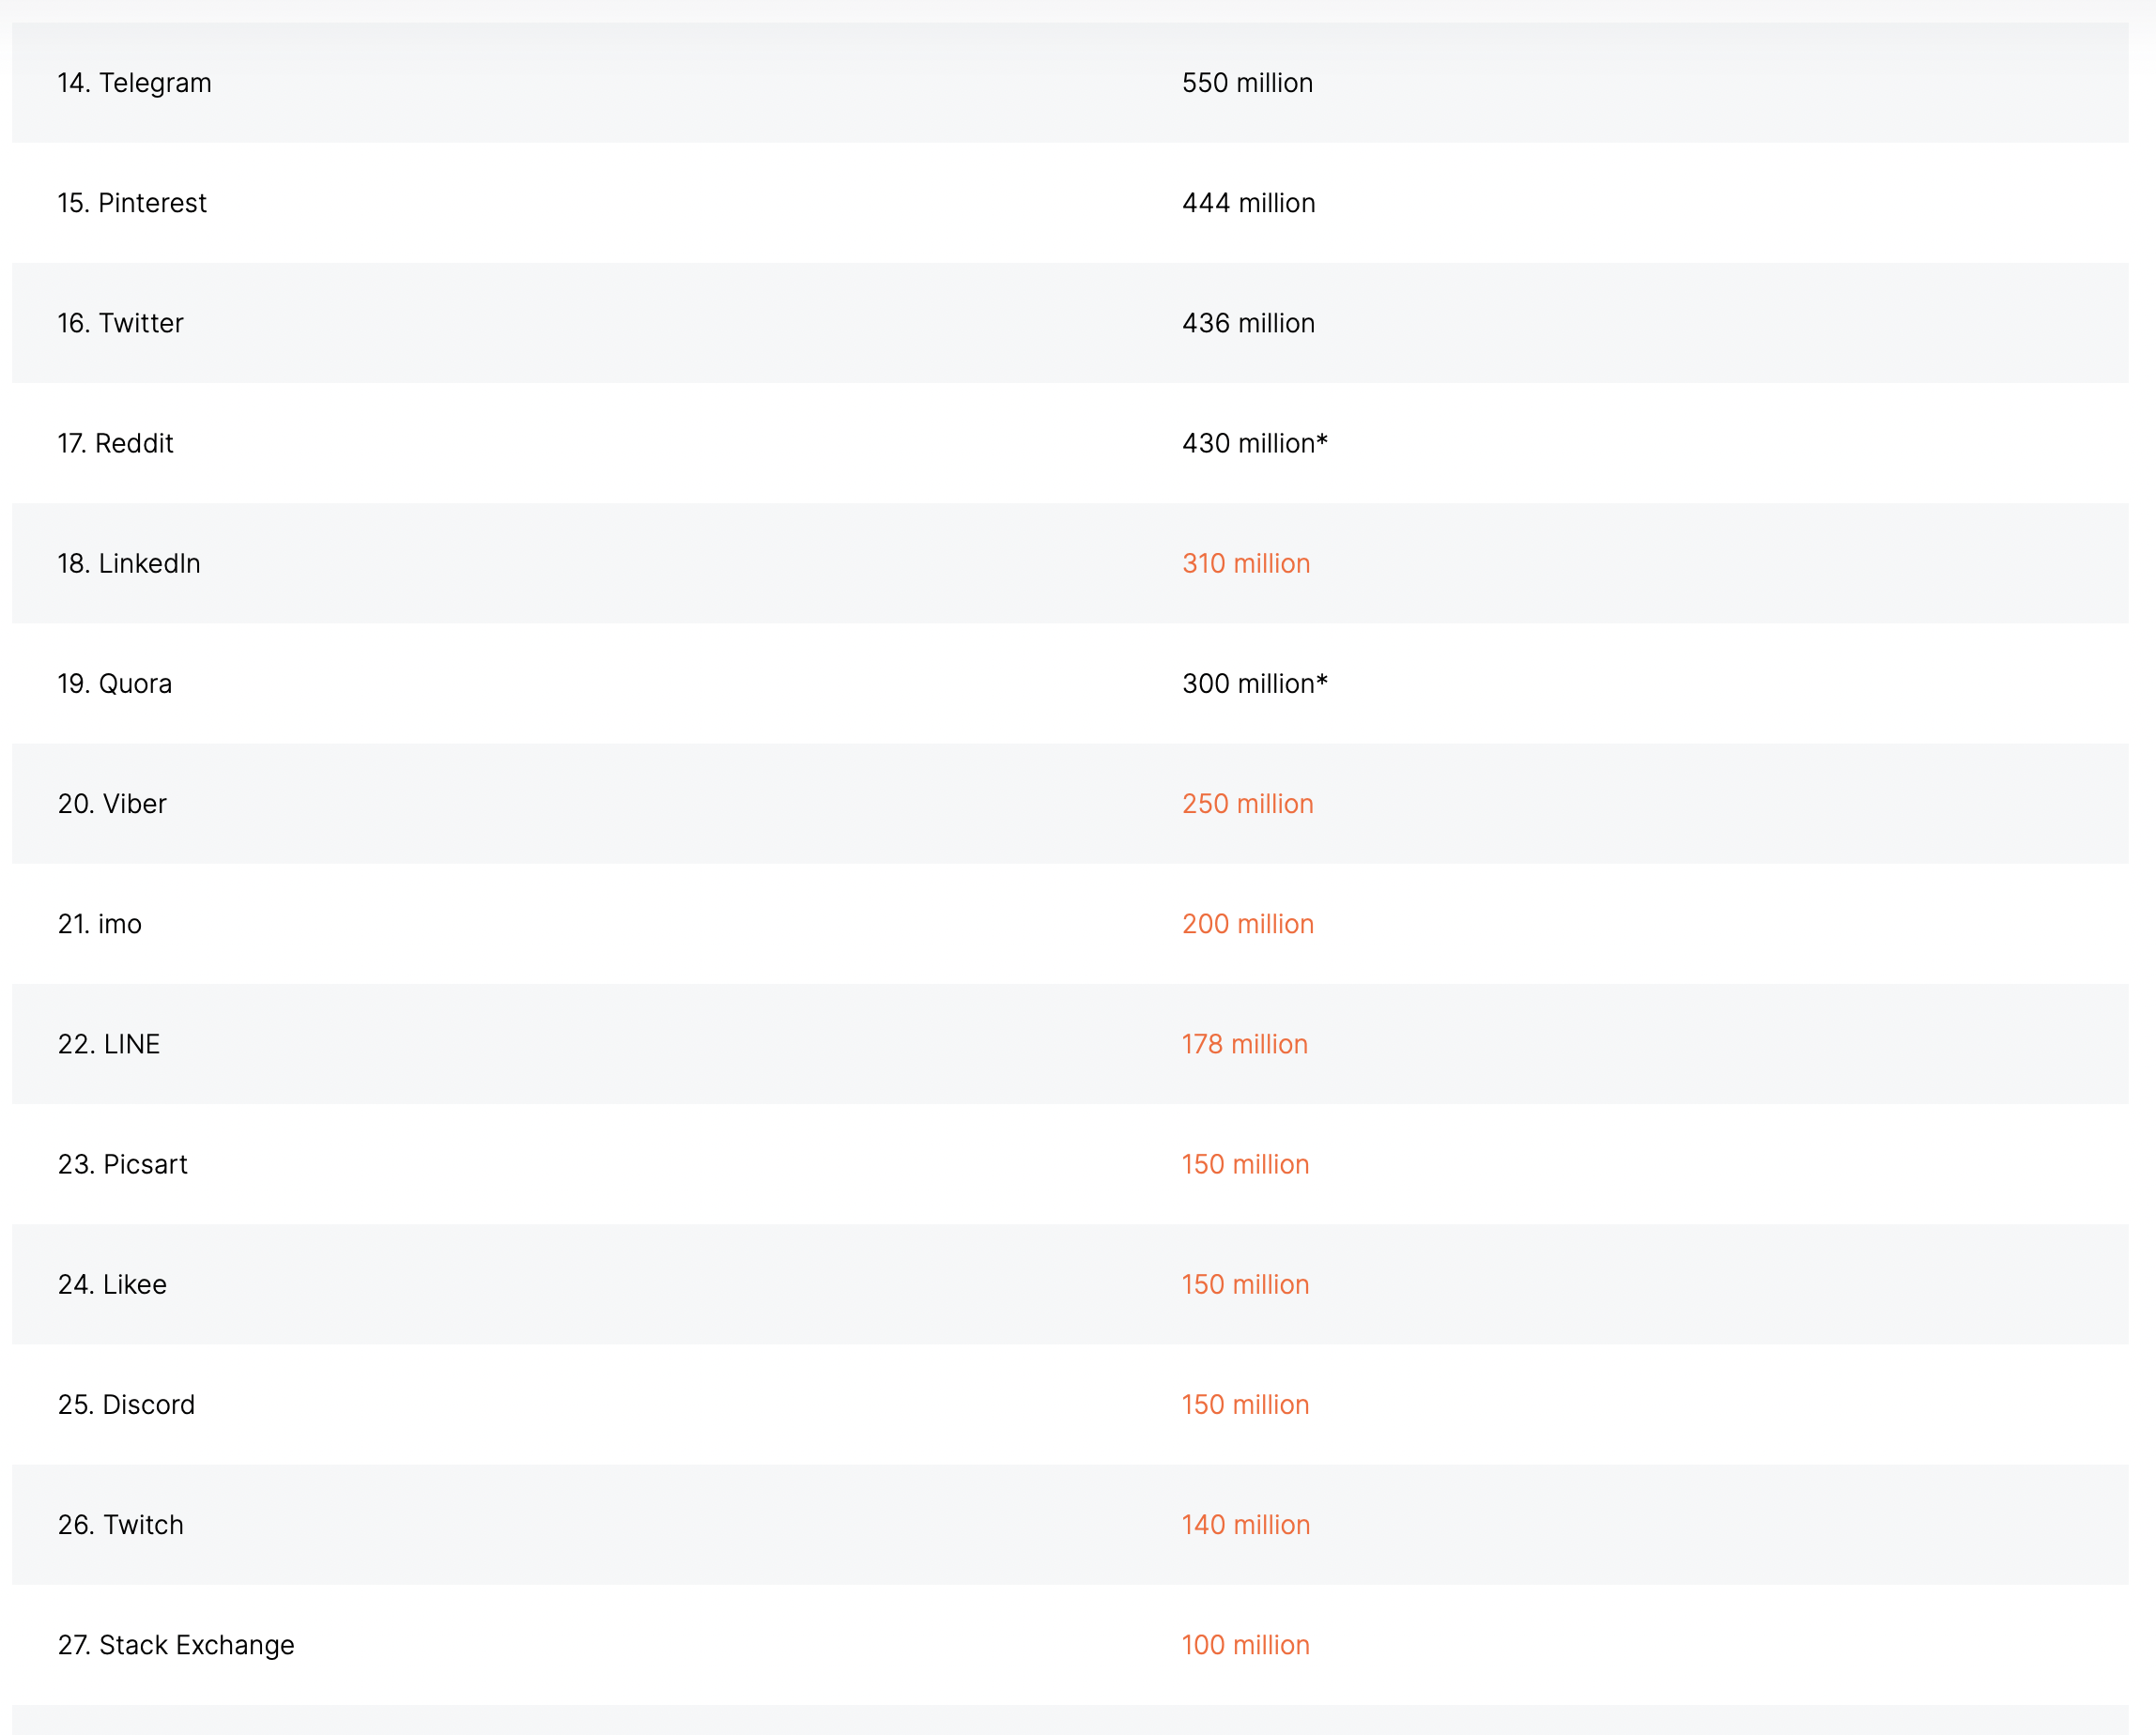 14. Telegram 550 million
15. Pinterest 444 million
16. Twitter 436 million
17. Reddit 430 million*
18. LinkedIn 310 million
19. Quora 300 million*
20. Viber 250 million
21. imo 200 million
22. LINE 178 million
23. Picsart 150 million
24. Likee 150 million
25. Discord 150 million
26. Twitch 140 million
27. Stack Exchange 100 million